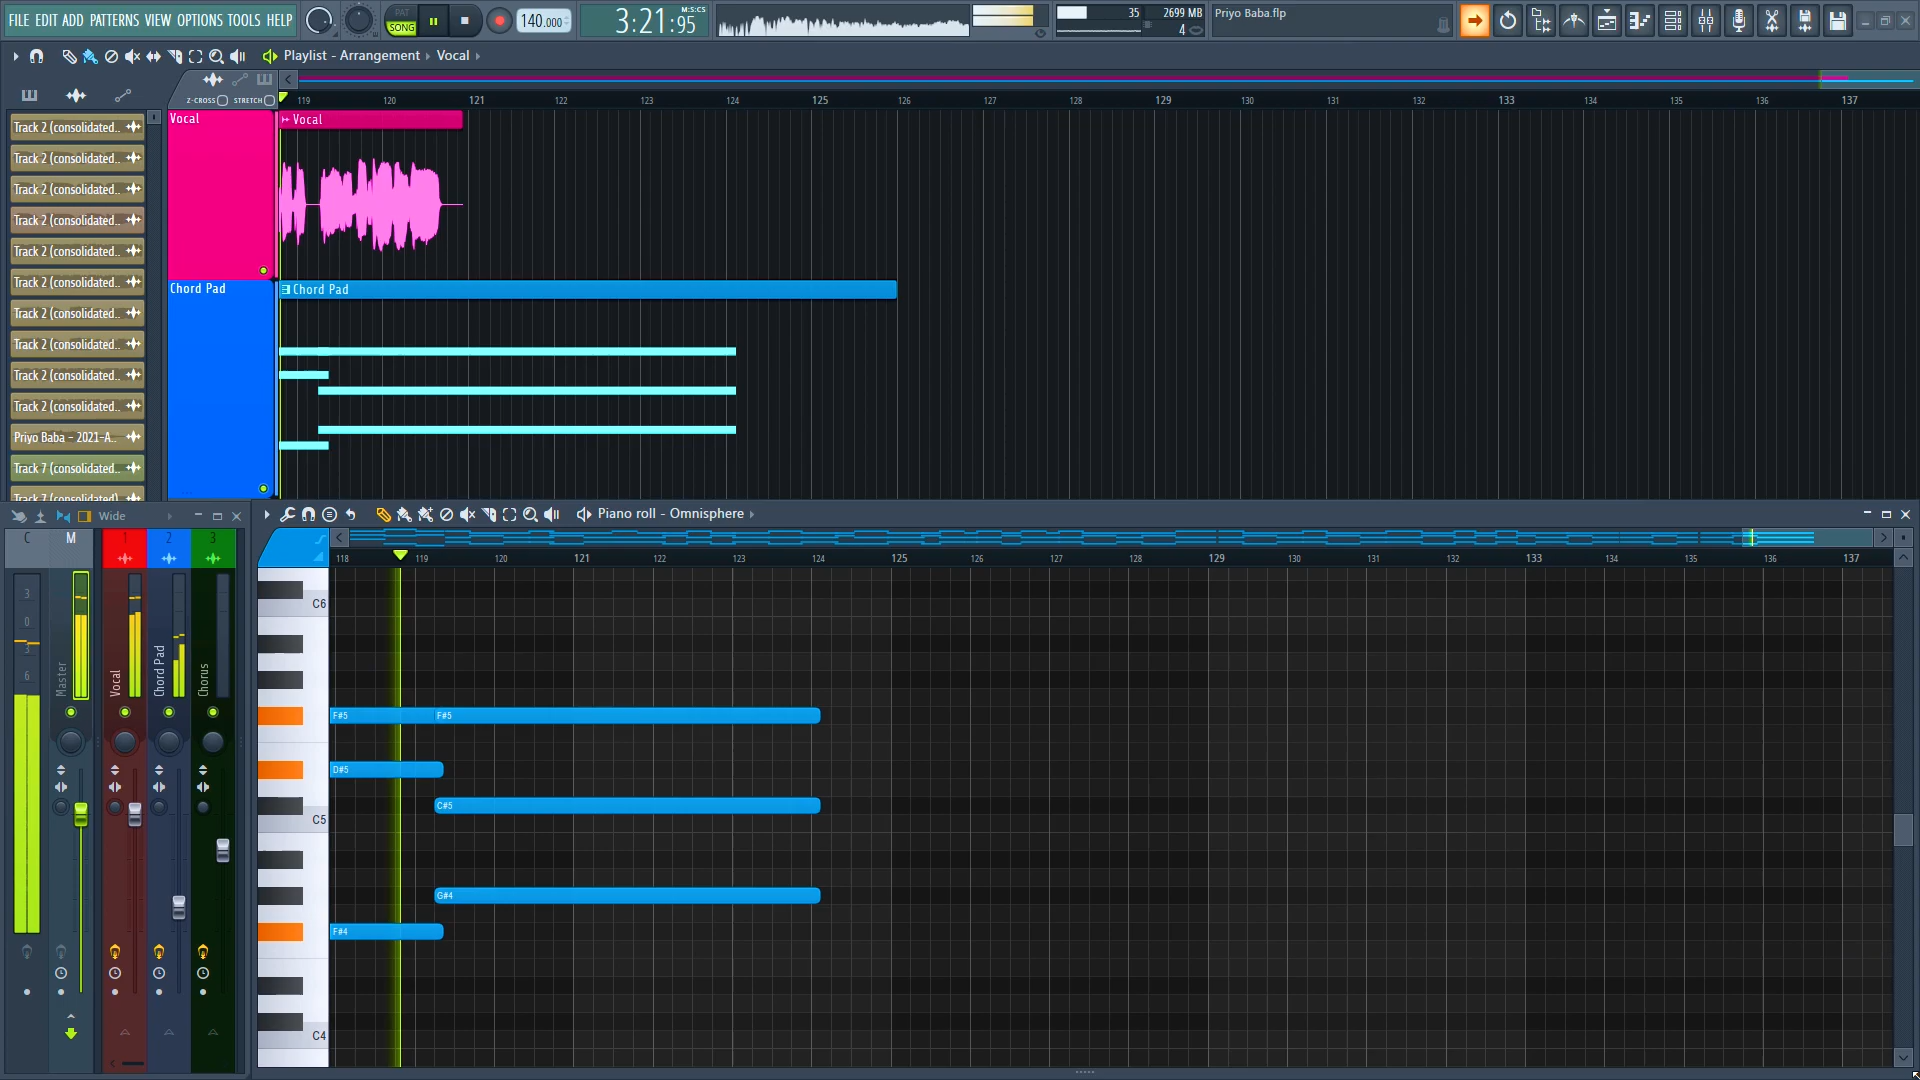 FILE EDIT ADD PATTERNS VIEW OPTIONS TOOLS HELP
PAT
SONG
140.000
M:S:CS
3:21:95
35
2699 MB
4
Priyo Baba.flp
Playlist - Arrangement › Vocal ›
Z-CROSS STRETCH
119 120 121 122 123 124 125 126 127 128 129 130 131 132 133 134 135 136 137
Track 2 (consolidated..
Track 2 (consolidated..
Track 2 (consolidated..
Track 2 (consolidated..
Track 2 (consolidated..
Track 2 (consolidated..
Track 2 (consolidated..
Track 2 (consolidated..
Track 2 (consolidated..
Track 2 (consolidated..
Priyo Baba - 2021-A..
Track 7 (consolidated..
Track 7 (consolidated)
Vocal
Vocal
Chord Pad
Chord Pad
Wide
C M 1 2 3
3
0
3
6
Master
Vocal
Chord Pad
Chorus
Piano roll - Omnisphere ›
118 119 120 121 122 123 124 125 126 127 128 129 130 131 132 133 134 135 136 137
C6
F#5 F#5
D#5
C#5
C5
G#4
F#4
C4